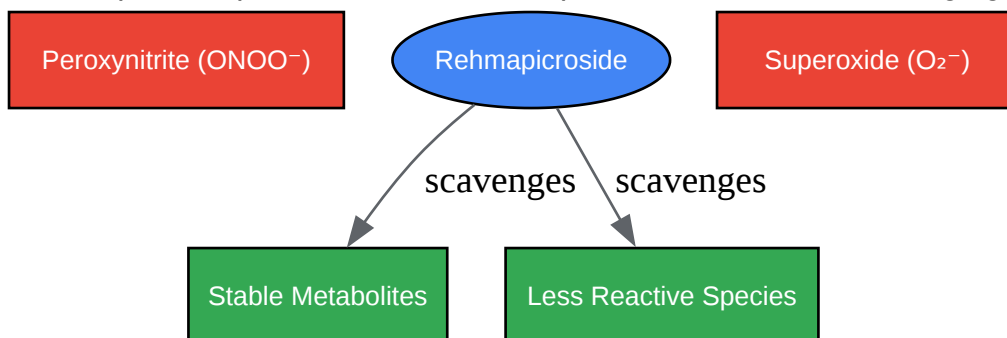 Peroxynitrite (ONOO⁻)
Rehmapicroside
Superoxide (O₂⁻)
scavenges
scavenges
Stable Metabolites
Less Reactive Species